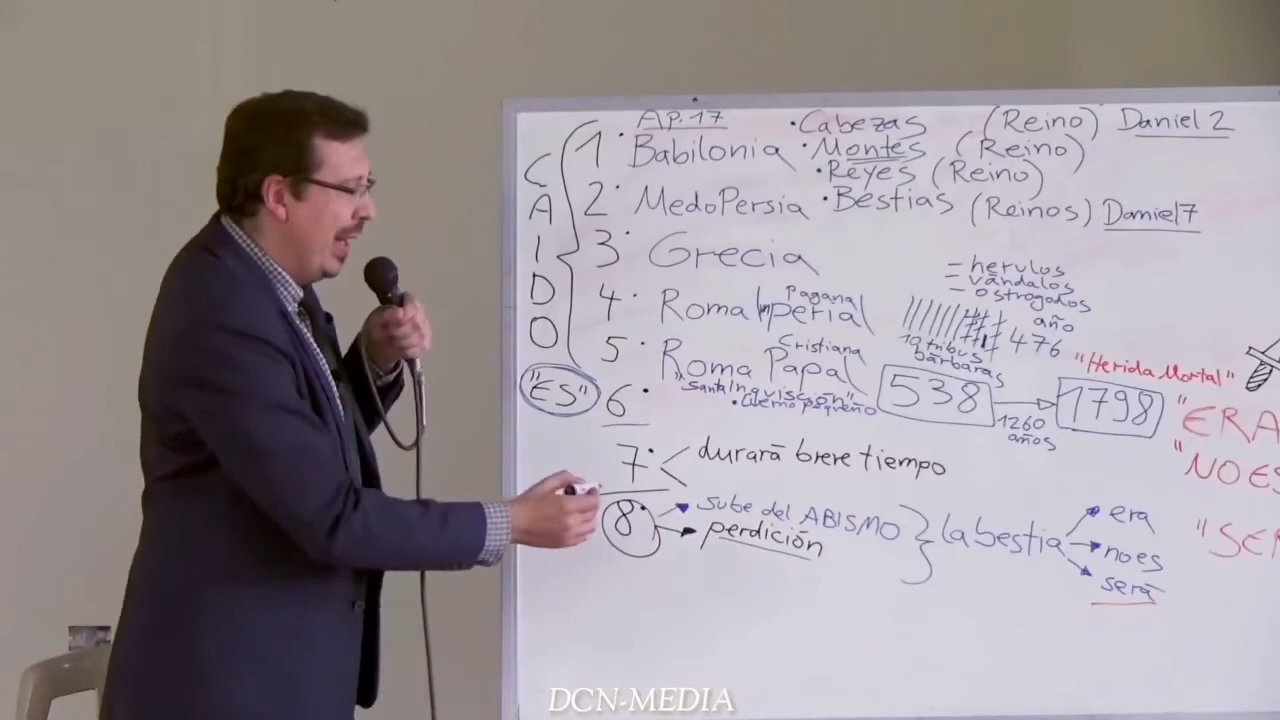 Ap. 17 • Cabezas (Reino) Daniel 2
CAIDO
1. Babilonia • Montes (Reino)
• Reyes (Reino)
2. MedoPersia • Bestias (Reinos) Daniel 7
3. Grecia
= herulos
- vándalos
- ostrogodos
4. Roma Imperial Pagana
10 tribus bárbaras
año 476
5. Roma Papal Cristiana
"Santa Inquisición"
• Cuerno pequeño
538 1260 años 1798
"Herida Mortal"
"ES" 6.
"ERA
"NO ES
"SER
7. durará breve tiempo
8. sube del ABISMO
perdición
la bestia
era
no es
será
DCN-MEDIA